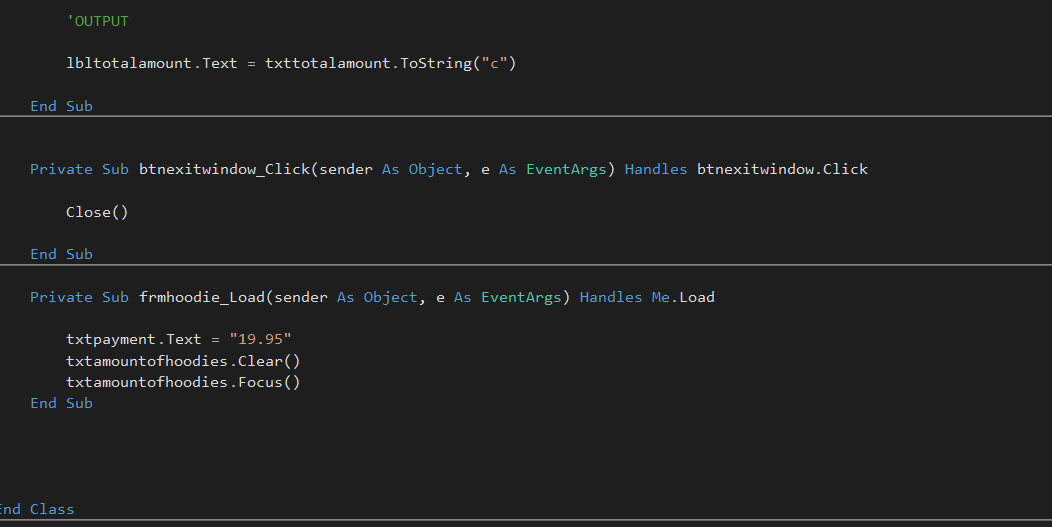 'OUTPUT
lbltotalamount.Text = txttotalamount.ToString("c")
End Sub
Private Sub btnexitwindow_Click(sender As Object, e As EventArgs) Handles btnexitwindow.Click
Close()
End Sub
Private Sub frmhoodie_Load(sender As Object, e As EventArgs) Handles Me.Load
txtpayment.Text = "19.95"
txtamountofhoodies.Clear()
txtamountofhoodies.Focus()
End Sub
End Class